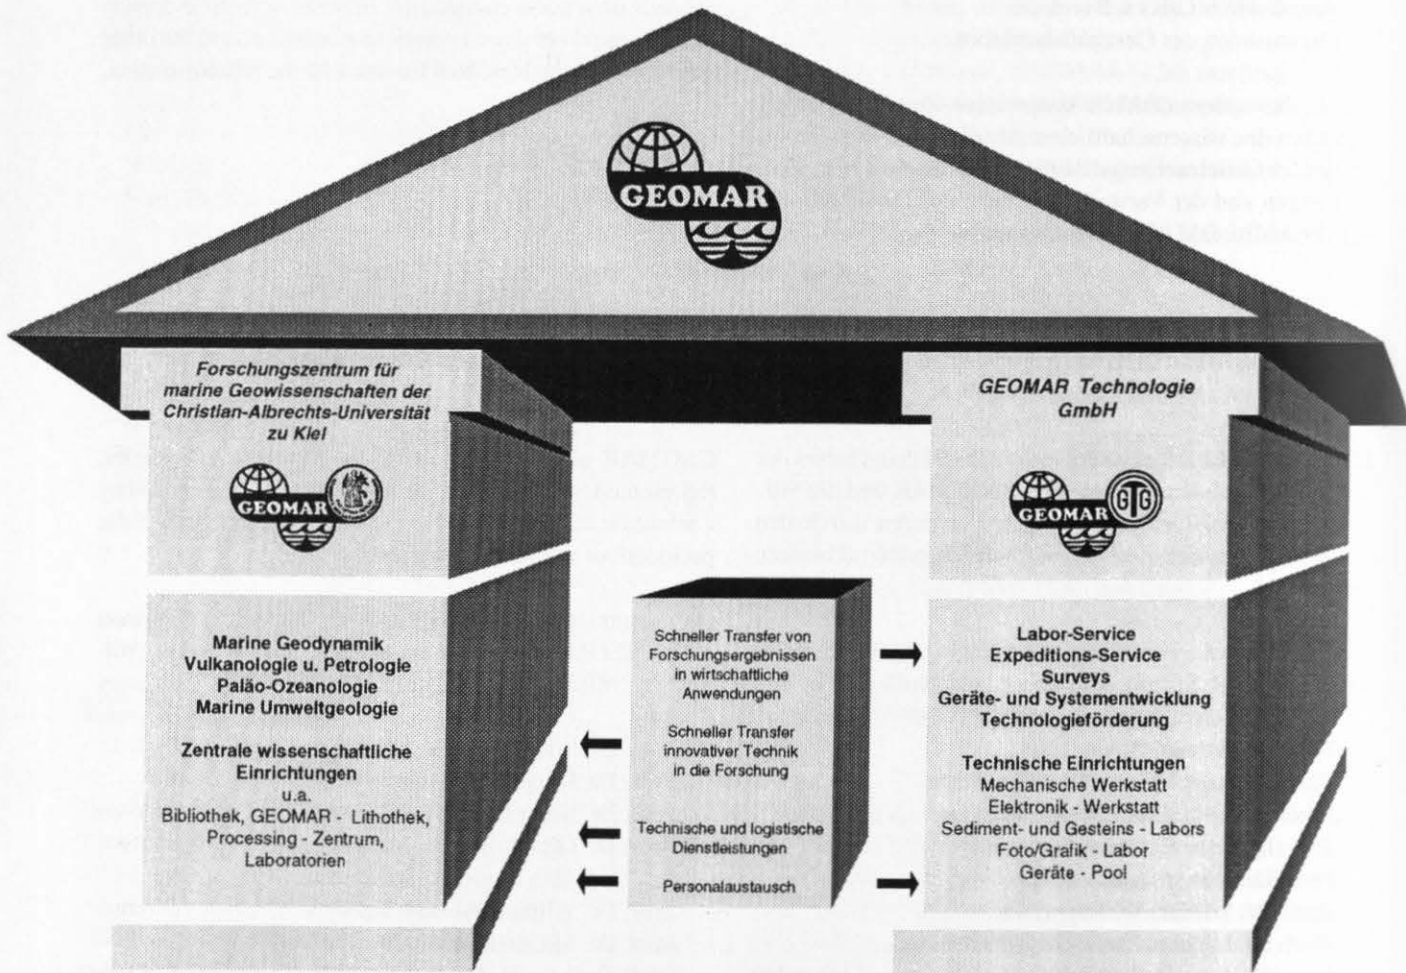 GEOMAR
Forschungszentrum für
marine Geowissenschaften der
Christian-Albrechts-Universität
zu Kiel
GEOMAR
Marine Geodynamik
Vulkanologie u. Petrologie
Paläo-Ozeanologie
Marine Umweltgeologie
Zentrale wissenschaftliche
Einrichtungen
u.a.
Bibliothek, GEOMAR - Lithothek,
Processing - Zentrum,
Laboratorien
Schneller Transfer von
Forschungsergebnissen
in wirtschaftliche
Anwendungen
Schneller Transfer
innovativer Technik
in die Forschung
Technische und logistische
Dienstleistungen
Personalaustausch
GEOMAR Technologie
GmbH
GEOMAR
GTG
Labor-Service
Expeditions-Service
Surveys
Geräte- und Systementwicklung
Technologieförderung
Technische Einrichtungen
Mechanische Werkstatt
Elektronik - Werkstatt
Sediment- und Gesteins - Labors
Foto/Grafik - Labor
Geräte - Pool